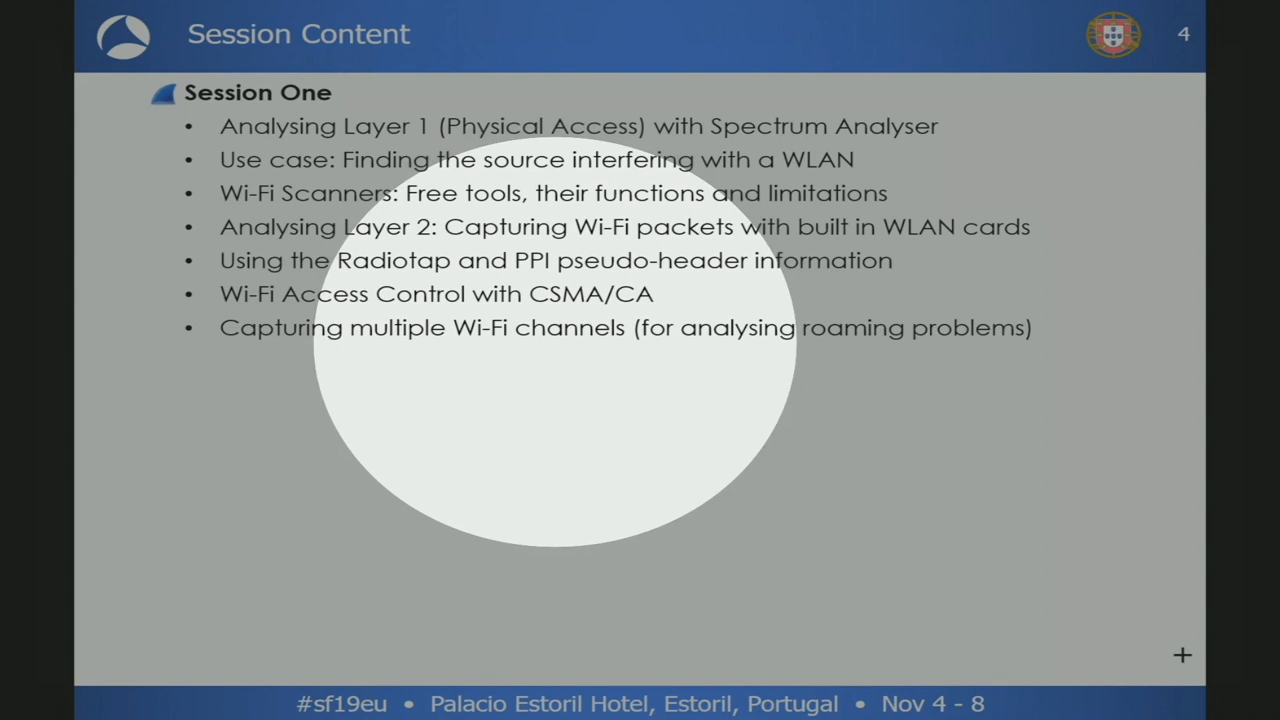 Session Content
4
Session One
• Analysing Layer 1 (Physical Access) with Spectrum Analyser
• Use case: Finding the source interfering with a WLAN
• Wi-Fi Scanners: Free tools, their functions and limitations
• Analysing Layer 2: Capturing Wi-Fi packets with built in WLAN cards
• Using the Radiotap and PPI pseudo-header information
• Wi-Fi Access Control with CSMA/CA
• Capturing multiple Wi-Fi channels (for analysing roaming problems)
#sf19eu • Palacio Estoril Hotel, Estoril, Portugal • Nov 4 - 8